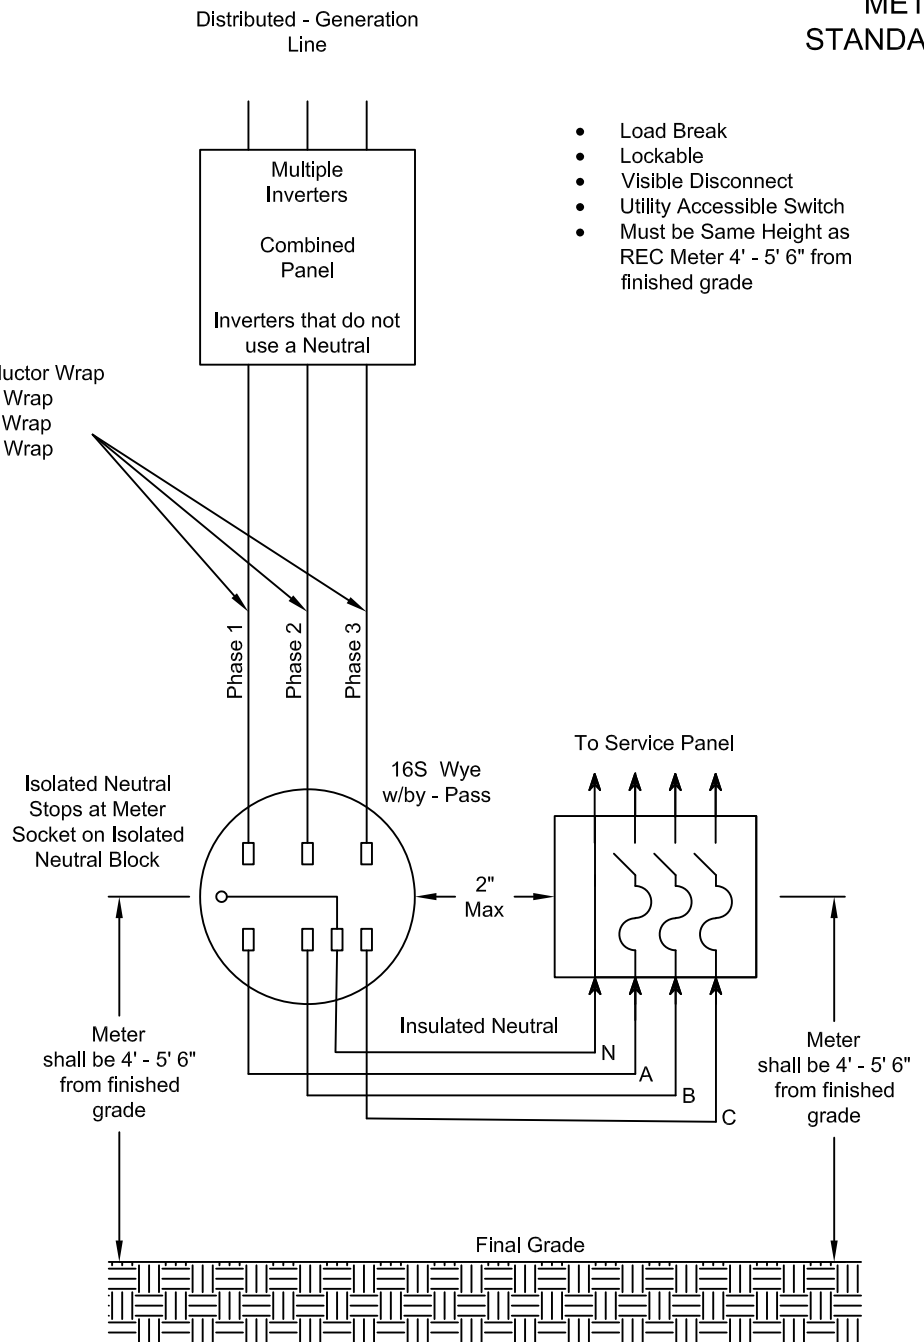 Distributed - Generation
Line
Multiple
Inverters
Combined
Panel
Inverters that do not
use a Neutral
• Load Break
• Lockable
• Visible Disconnect
• Utility Accessible Switch
• Must be Same Height as
REC Meter 4' - 5' 6" from
finished grade
Wrap
Wrap
Wrap
Wrap
Phase 1
Phase 2
Phase 3
16S Wye
w/by - Pass
To Service Panel
Isolated Neutral
Stops at Meter
Socket on Isolated
Neutral Block
2"
Max
Insulated Neutral
N
A
B
C
Meter
shall be 4' - 5' 6"
from finished
grade
Meter
shall be 4' - 5' 6"
from finished
grade
Final Grade